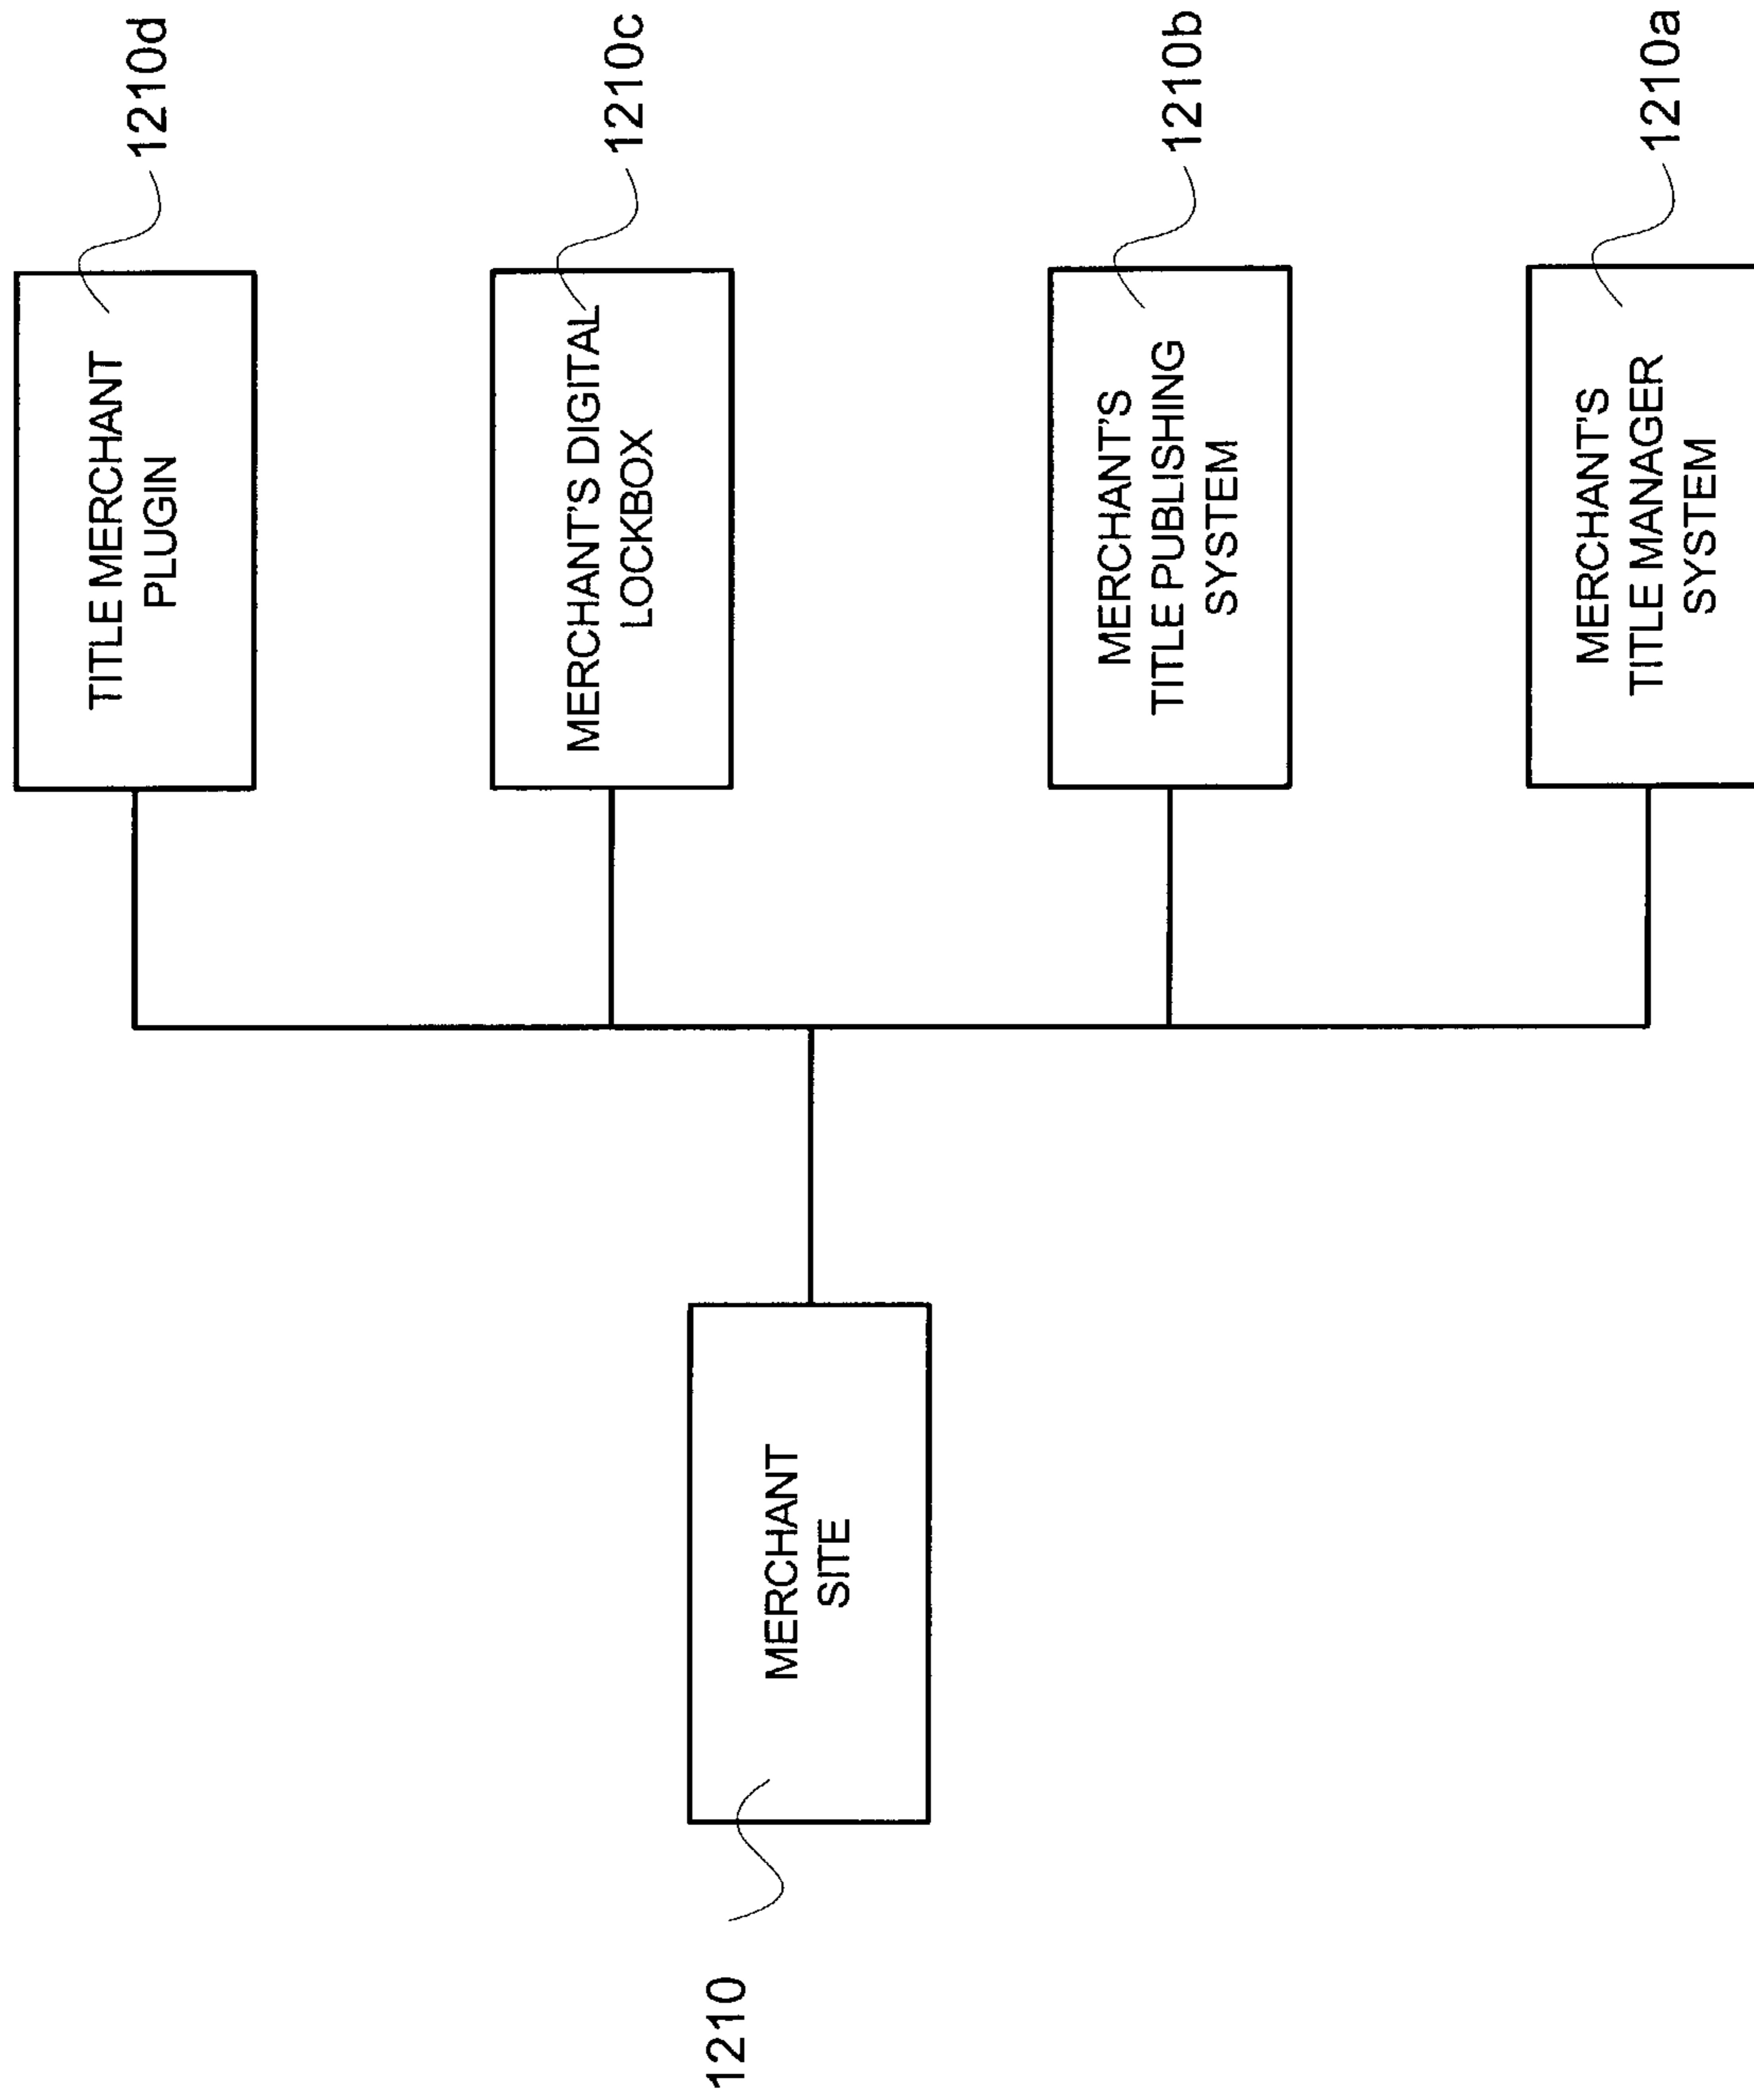 1210
MERCHANT
SITE
TITLE MERCHANT
PLUGIN
1210d
MERCHANT'S DIGITAL
LOCKBOX
1210c
MERCHANT'S
TITLE PUBLISHING
SYSTEM
1210b
MERCHANT'S
TITLE MANAGER
SYSTEM
1210a